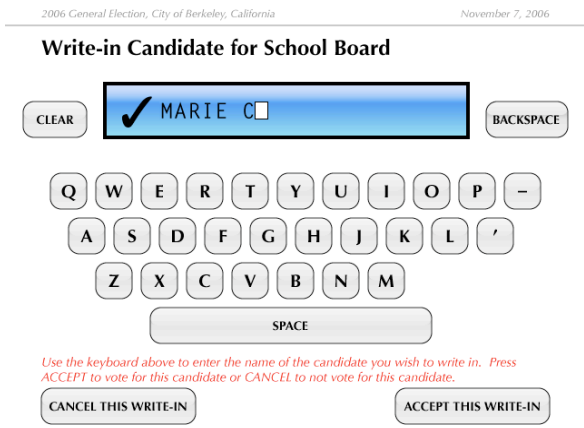 2006 General Election, City of Berkeley, California November 7, 2006
Write-in Candidate for School Board
CLEAR ✓ MARIE C BACKSPACE
Q W E R T Y U I O P –
A S D F G H J K L ′
Z X C V B N M
SPACE
Use the keyboard above to enter the name of the candidate you wish to write in. Press
ACCEPT to vote for this candidate or CANCEL to not vote for this candidate.
CANCEL THIS WRITE-IN ACCEPT THIS WRITE-IN